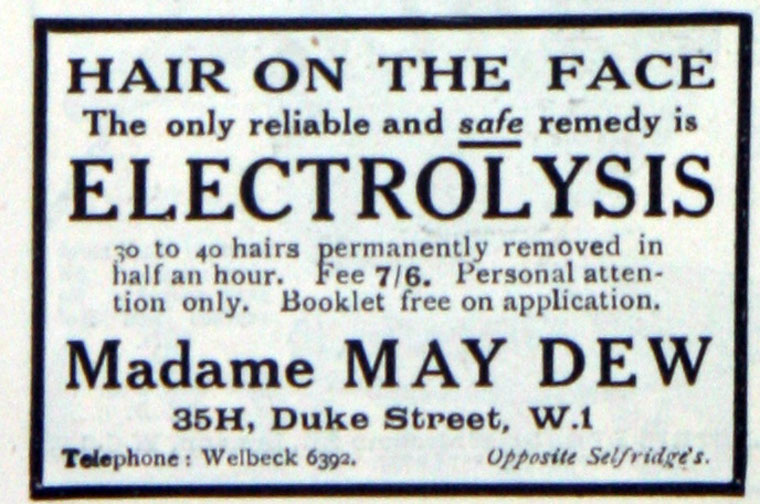 HAIR ON THE FACE
The only reliable and safe remedy is
ELECTROLYSIS
30 to 40 hairs permanently removed in
half an hour. Fee 7/6. Personal atten-
tion only. Booklet free on application.
Madame MAY DEW
35H, Duke Street, W.1
Telephone: Welbeck 6392. Opposite Selfridge's.